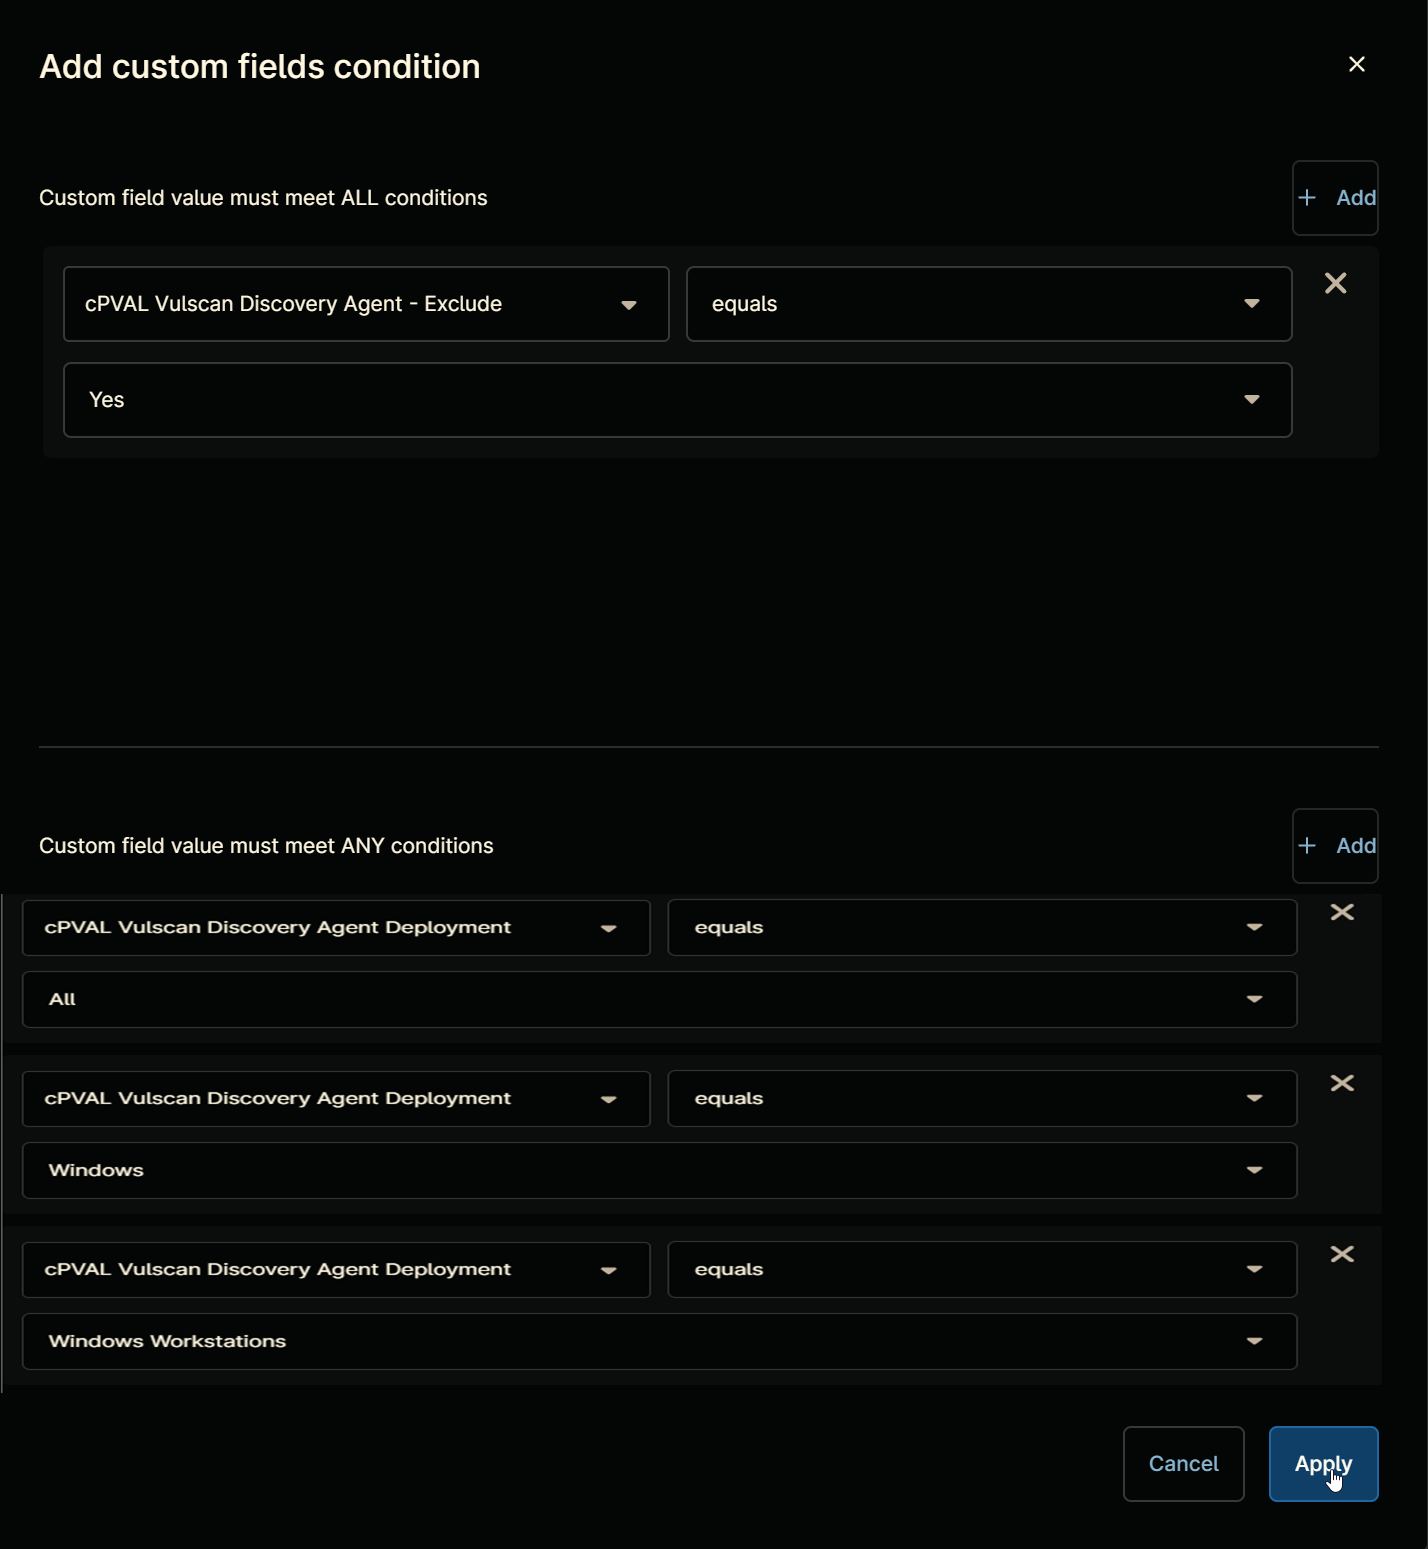 Add custom fields condition
Custom field value must meet ALL conditions
+ Add
cPVAL Vulscan Discovery Agent - Exclude
equals
Yes
Custom field value must meet ANY conditions
+ Add
cPVAL Vulscan Discovery Agent Deployment
equals
All
cPVAL Vulscan Discovery Agent Deployment
equals
Windows
cPVAL Vulscan Discovery Agent Deployment
equals
Windows Workstations
Cancel
Apply